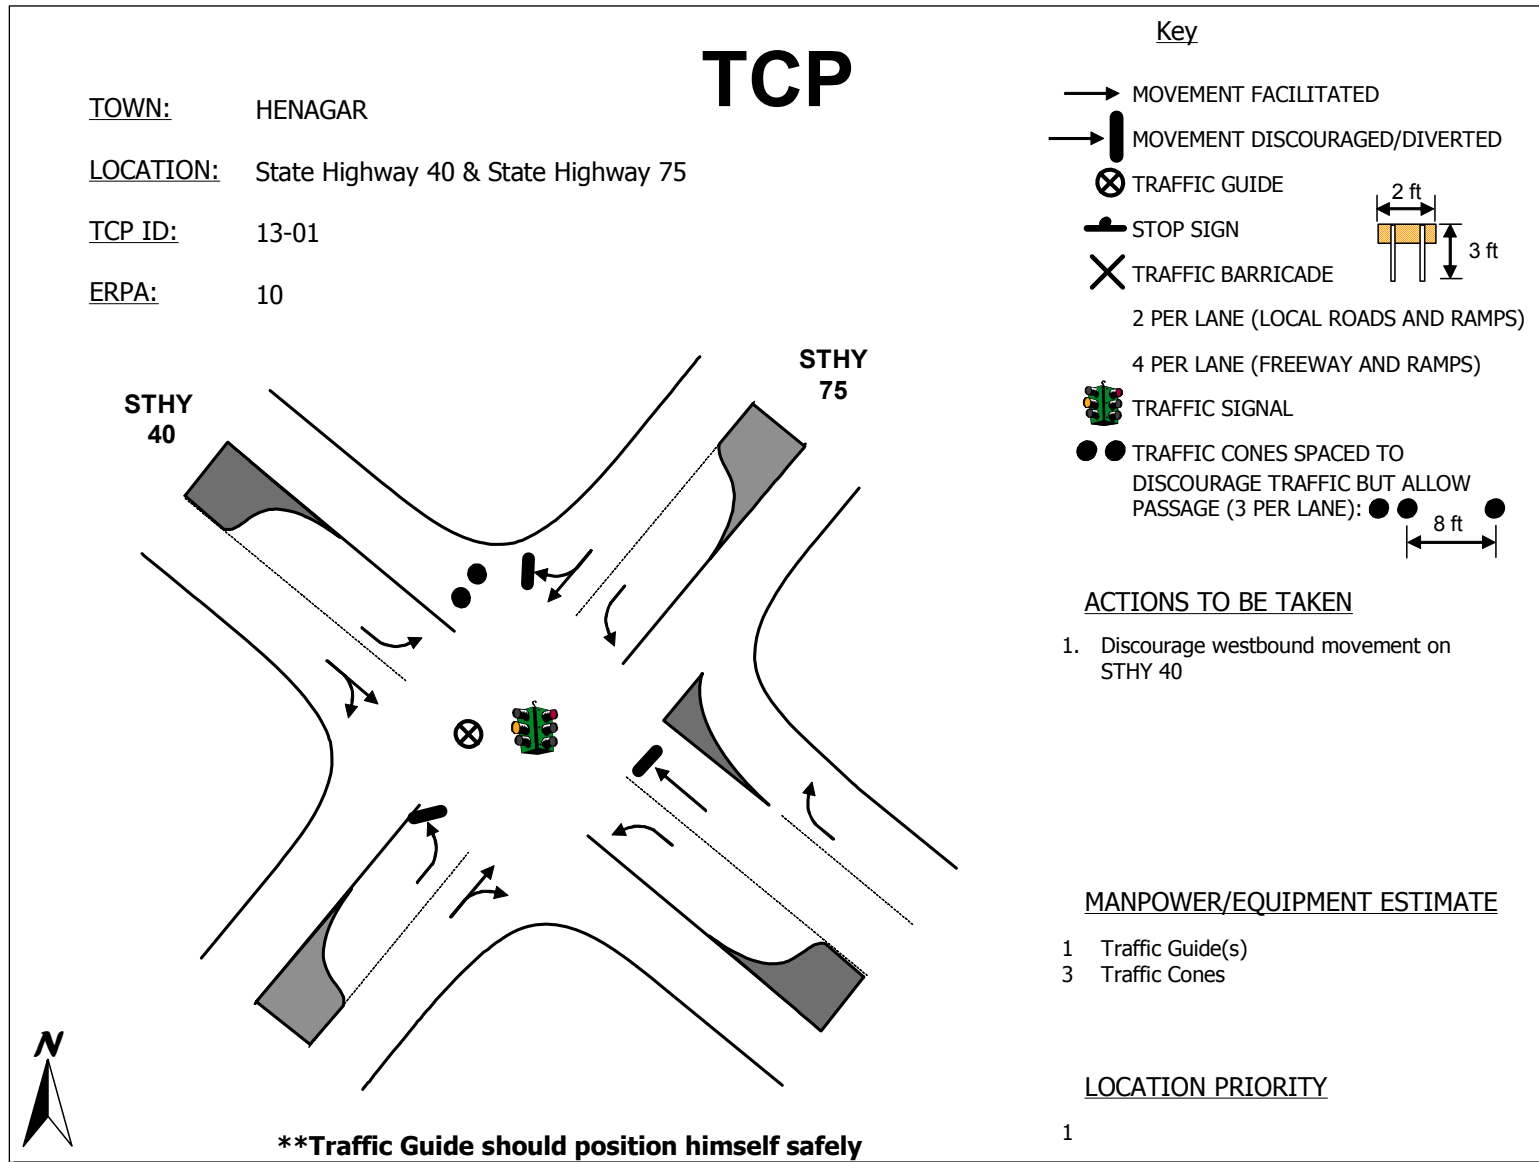 TCP
TOWN: HENAGAR
LOCATION: State Highway 40 & State Highway 75
TCP ID: 13-01
ERPA: 10
STHY
40
STHY
75
N
**Traffic Guide should position himself safely
Key
MOVEMENT FACILITATED
MOVEMENT DISCOURAGED/DIVERTED
TRAFFIC GUIDE
STOP SIGN
2 ft
3 ft
TRAFFIC BARRICADE
2 PER LANE (LOCAL ROADS AND RAMPS)
4 PER LANE (FREEWAY AND RAMPS)
TRAFFIC SIGNAL
TRAFFIC CONES SPACED TO
DISCOURAGE TRAFFIC BUT ALLOW
PASSAGE (3 PER LANE):
8 ft
ACTIONS TO BE TAKEN
1. Discourage westbound movement on
STHY 40
MANPOWER/EQUIPMENT ESTIMATE
1 Traffic Guide(s)
3 Traffic Cones
LOCATION PRIORITY
1